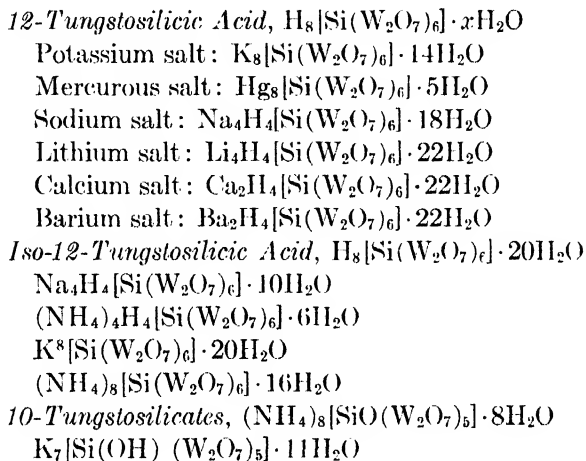 12-Tungstosilicic Acid, H₈[Si(W₂O₇)₆]·xH₂O
Potassium salt: K₈[Si(W₂O₇)₆]·14H₂O
Mercurous salt: Hg₈[Si(W₂O₇)₆]·5H₂O
Sodium salt: Na₄H₄[Si(W₂O₇)₆]·18H₂O
Lithium salt: Li₄H₄[Si(W₂O₇)₆]·22H₂O
Calcium salt: Ca₂H₄[Si(W₂O₇)₆]·22H₂O
Barium salt: Ba₂H₄[Si(W₂O₇)₆]·22H₂O
Iso-12-Tungstosilicic Acid, H₈[Si(W₂O₇)₆]·20H₂O
Na₄H₄[Si(W₂O₇)₆]·10H₂O
(NH₄)₄H₄[Si(W₂O₇)₆]·6H₂O
K⁸[Si(W₂O₇)₆]·20H₂O
(NH₄)₈[Si(W₂O₇)₆]·16H₂O
10-Tungstosilicates, (NH₄)₈[SiO(W₂O₇)₅]·8H₂O
K₇[Si(OH) (W₂O₇)₅]·11H₂O